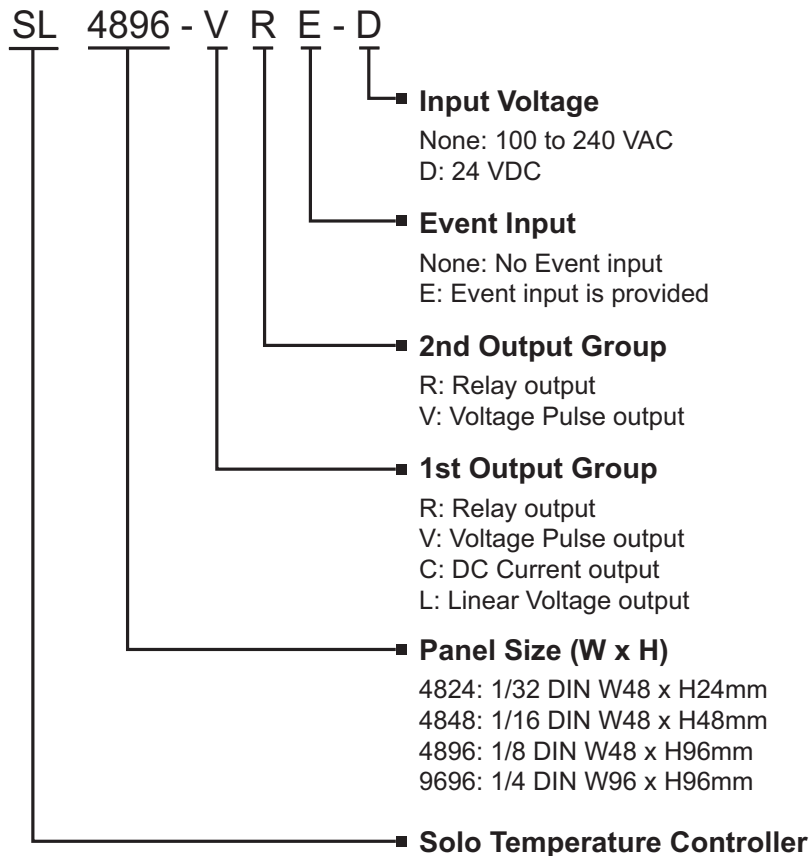 SL 4896 - V R E - D
Input Voltage
None: 100 to 240 VAC
D: 24 VDC
Event Input
None: No Event input
E: Event input is provided
2nd Output Group
R: Relay output
V: Voltage Pulse output
1st Output Group
R: Relay output
V: Voltage Pulse output
C: DC Current output
L: Linear Voltage output
Panel Size (W x H)
4824: 1/32 DIN W48 x H24mm
4848: 1/16 DIN W48 x H48mm
4896: 1/8 DIN W48 x H96mm
9696: 1/4 DIN W96 x H96mm
Solo Temperature Controller